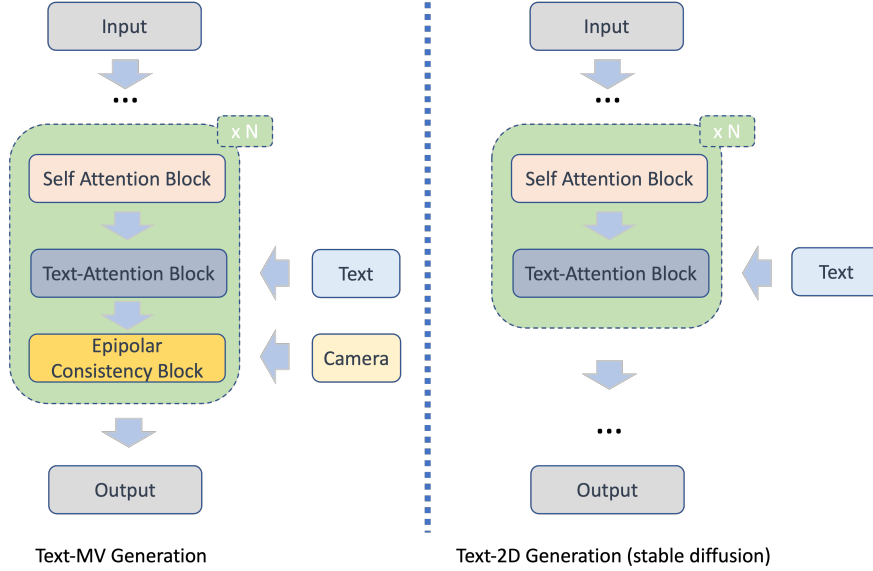 Input
...
x N
Self Attention Block
Text-Attention Block
Text
Epipolar
Consistency Block
Camera
Output
Text-MV Generation
Input
...
x N
Self Attention Block
Text-Attention Block
Text
...
Output
Text-2D Generation (stable diffusion)